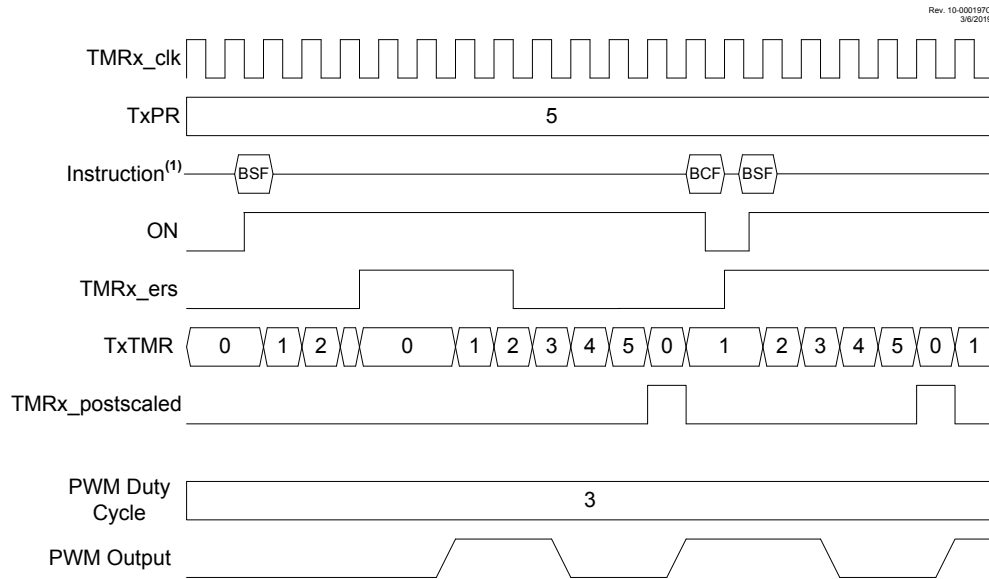 Rev. 10-000197C
3/6/2019
TMRx_clk
TxPR 5
Instruction(1) BSF BCF BSF
ON
TMRx_ers
TxTMR 0 1 2 0 1 2 3 4 5 0 1 2 3 4 5 0 1
TMRx_postscaled
PWM Duty
Cycle 3
PWM Output